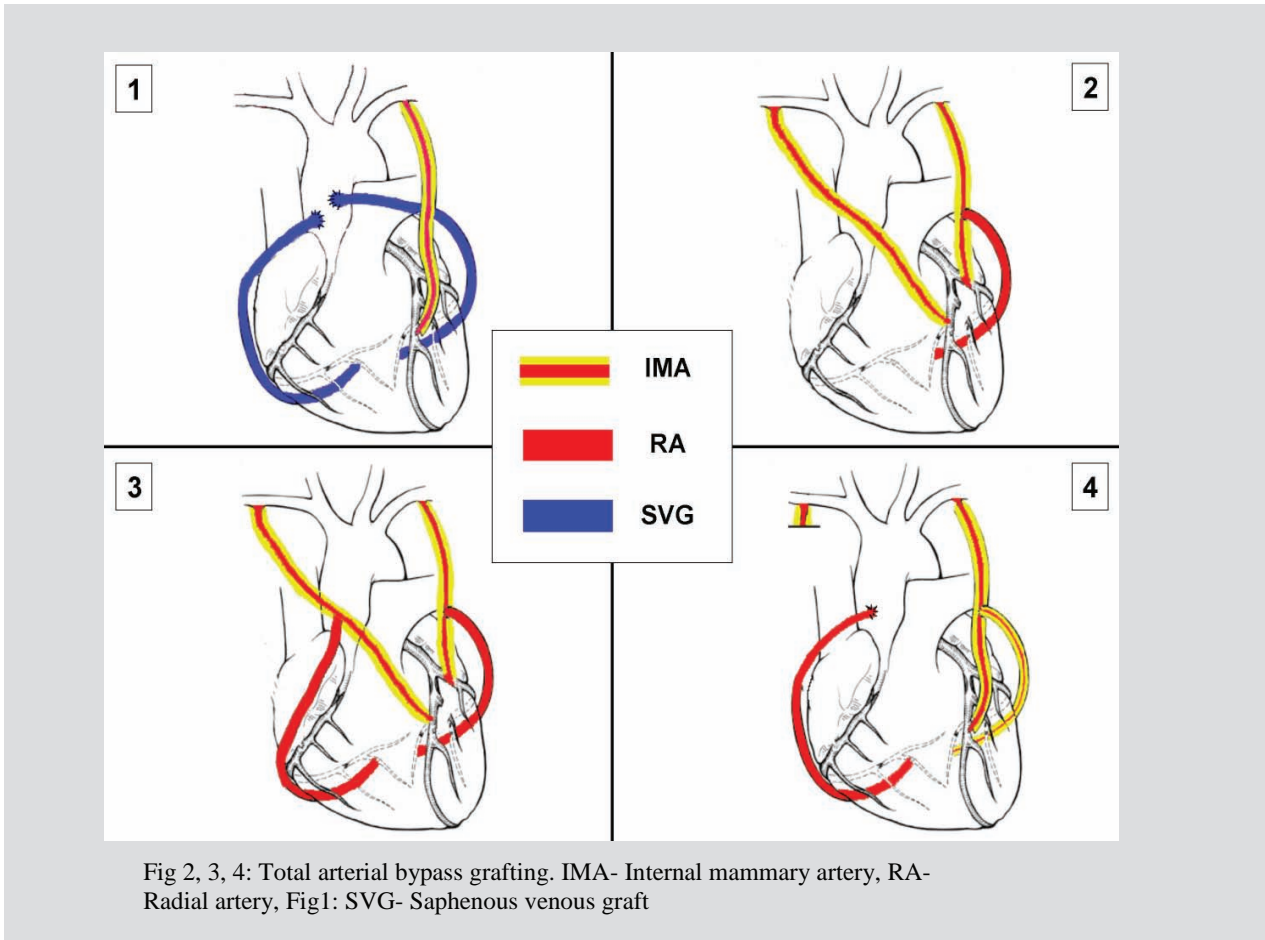 1
2
IMA
RA
SVG
3
4
Fig 2, 3, 4: Total arterial bypass grafting. IMA- Internal mammary artery, RA-
Radial artery, Fig1: SVG- Saphenous venous graft